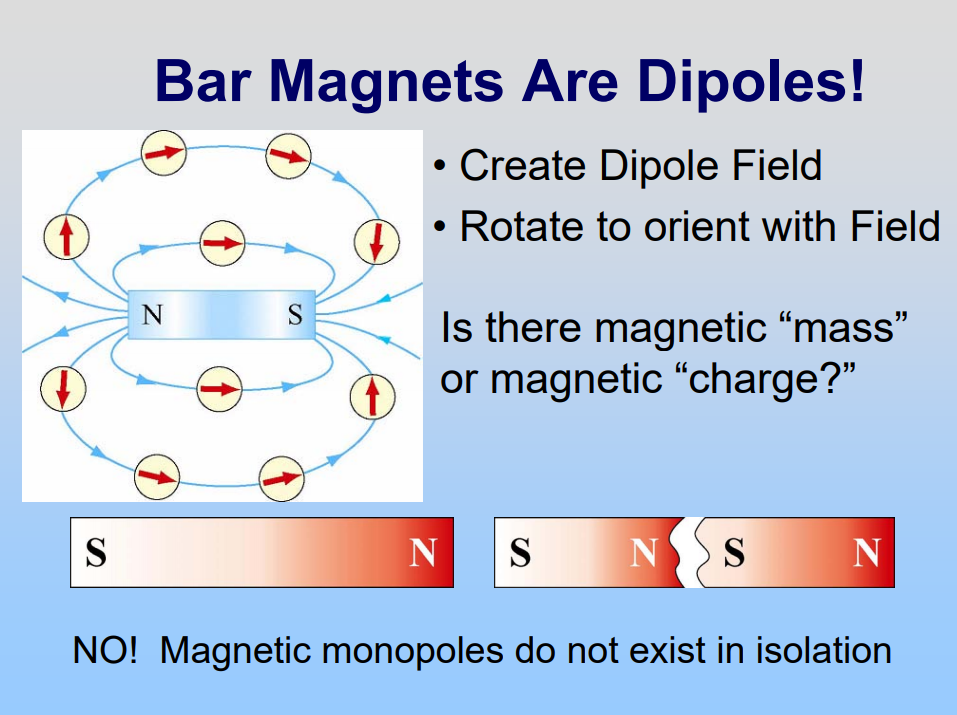 Bar Magnets Are Dipoles!
• Create Dipole Field
• Rotate to orient with Field
N S
Is there magnetic “mass”
or magnetic “charge?”
S N S N S N
NO!  Magnetic monopoles do not exist in isolation